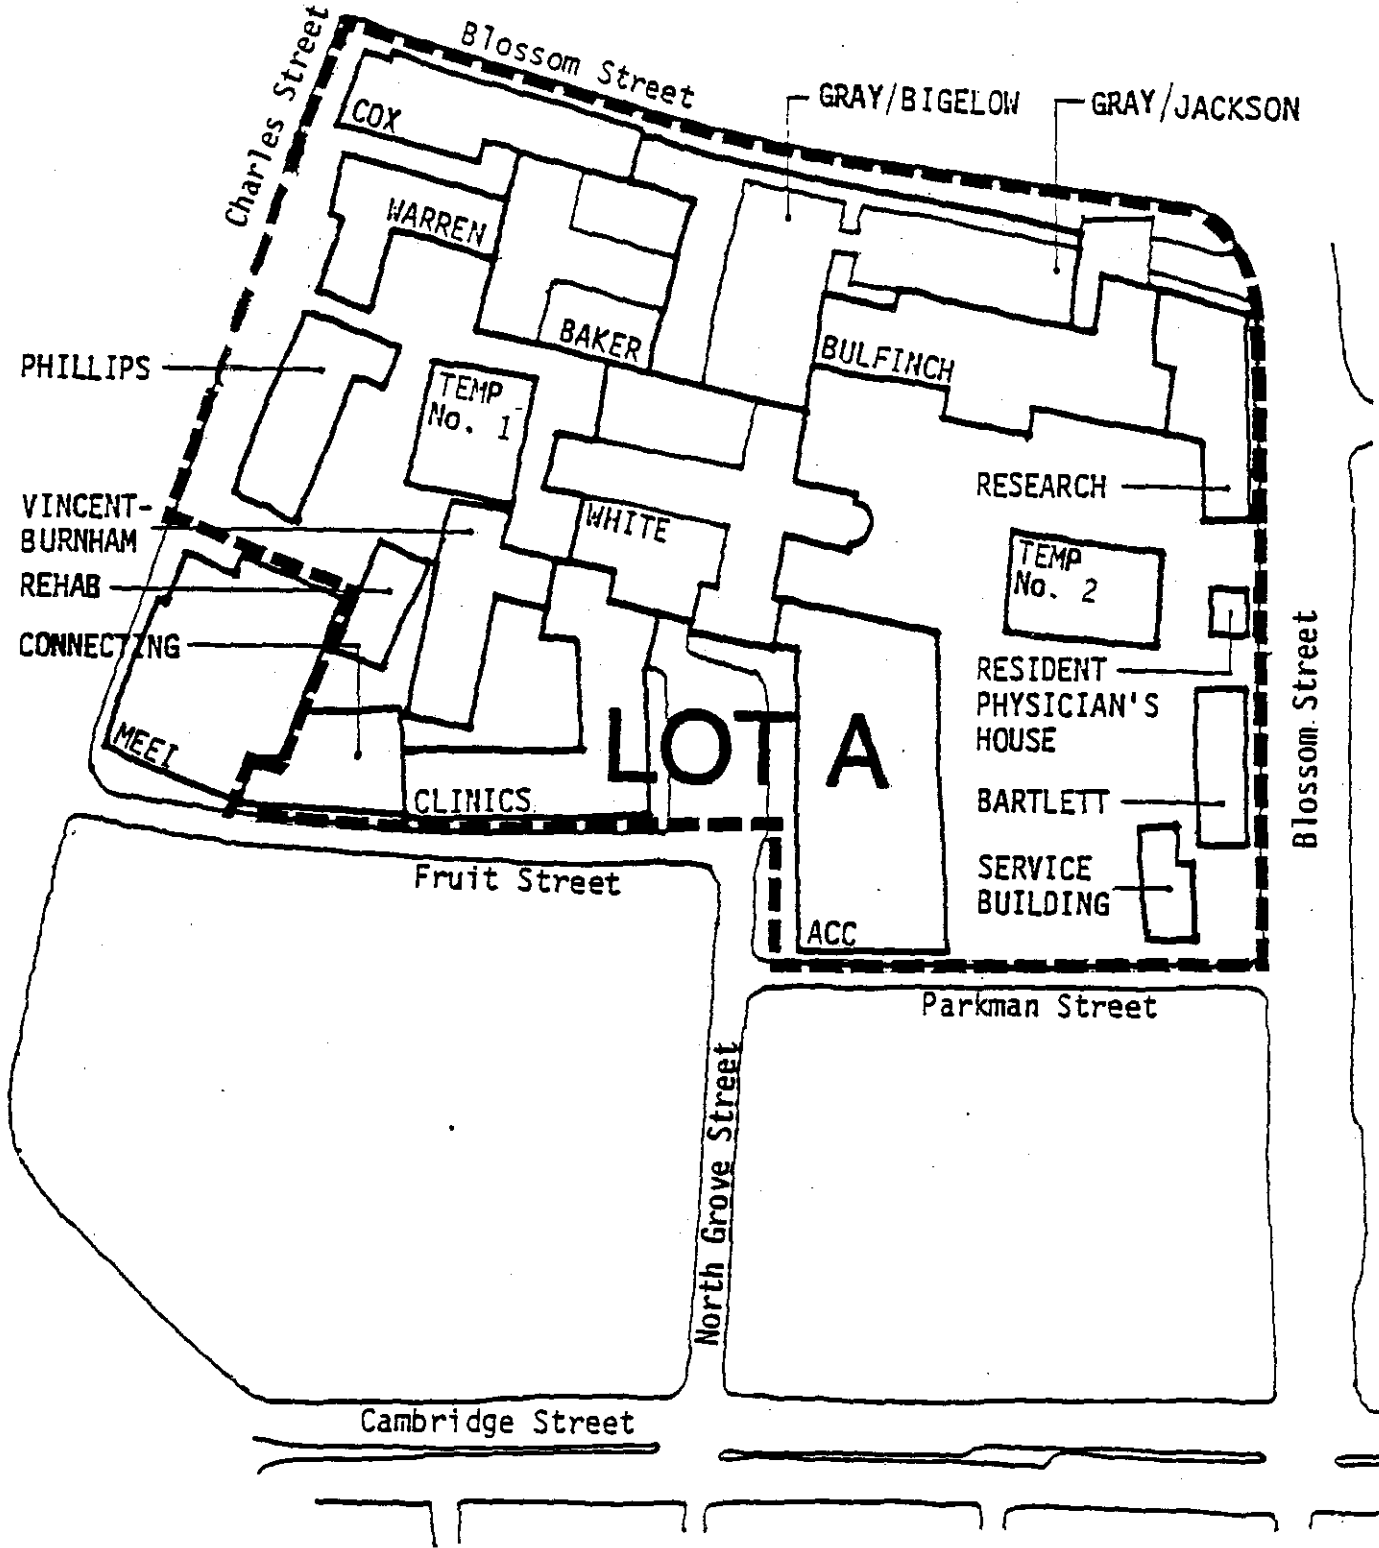 Blossom Street
Charles Street
GRAY/BIGELOW
GRAY/JACKSON
COX
WARREN
BAKER
BULFINCH
PHILLIPS
TEMP
No. 1
RESEARCH
VINCENT-
BURNHAM
WHITE
TEMP
No. 2
REHAB
CONNECTING
RESIDENT
PHYSICIAN'S
HOUSE
Blossom Street
MEEI
LOT A
CLINICS
BARTLETT
SERVICE
BUILDING
Fruit Street
ACC
Parkman Street
North Grove Street
Cambridge Street